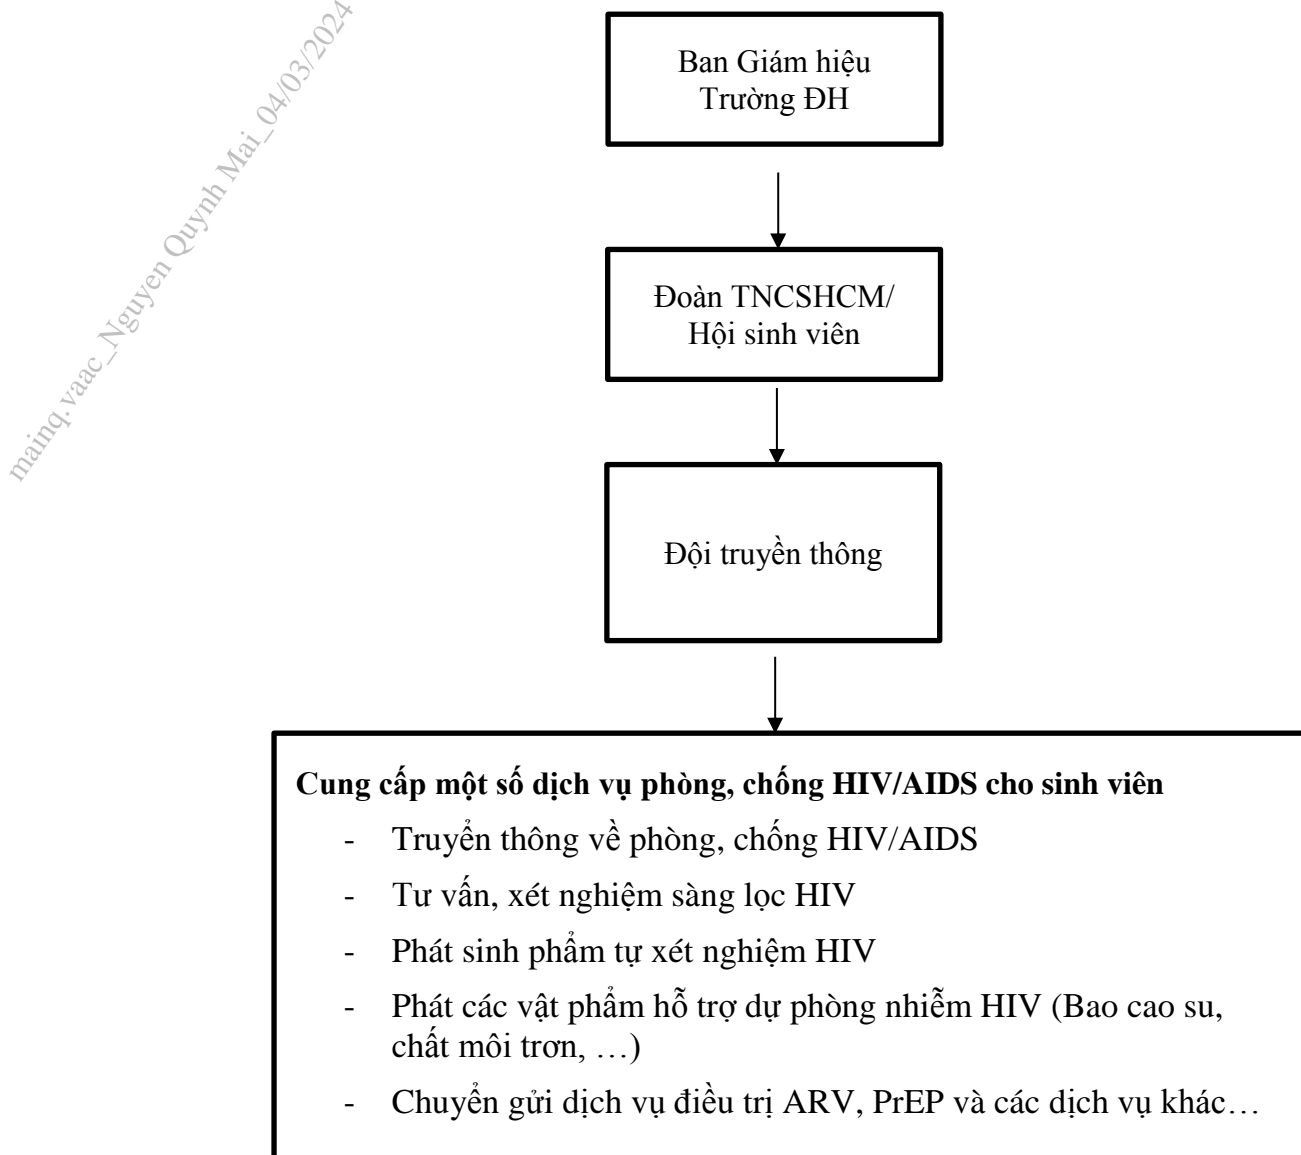 mainq.vaac_Nguyen Quynh Mai_04/03/2024
Ban Giám hiệu
Trường ĐH
Đoàn TNCSHCM/
Hội sinh viên
Đội truyền thông
Cung cấp một số dịch vụ phòng, chống HIV/AIDS cho sinh viên
- Truyển thông về phòng, chống HIV/AIDS
- Tư vấn, xét nghiệm sàng lọc HIV
- Phát sinh phẩm tự xét nghiệm HIV
- Phát các vật phẩm hỗ trợ dự phòng nhiễm HIV (Bao cao su,
chất môi trơn, …)
- Chuyển gửi dịch vụ điều trị ARV, PrEP và các dịch vụ khác…